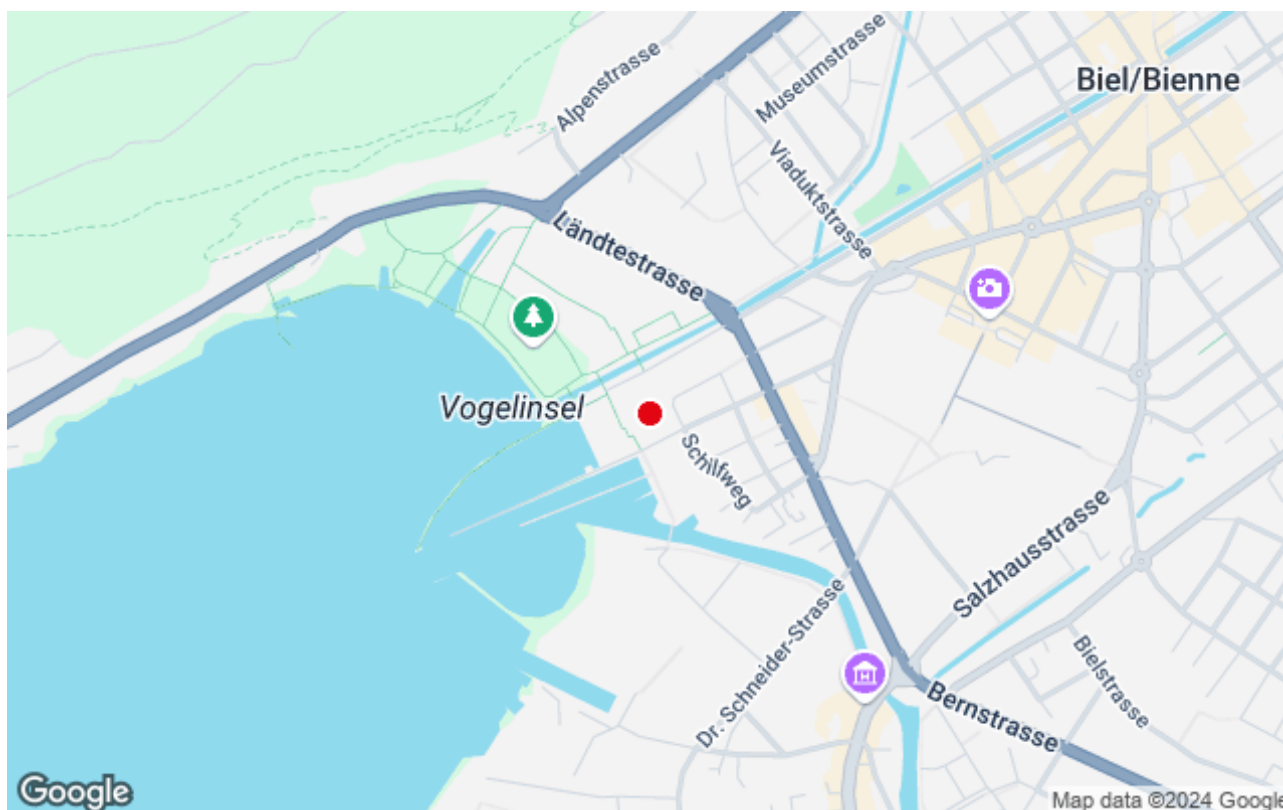 Alpenstrasse
Museumstrasse
Biel/Bienne
Viaduktstrasse
Ländtestrasse
Vogelinsel
Schilfweg
Salzhausstrasse
Dr. Schneider-Strasse
Bielstrasse
Bernstrasse
Google
Map data ©2024 Google